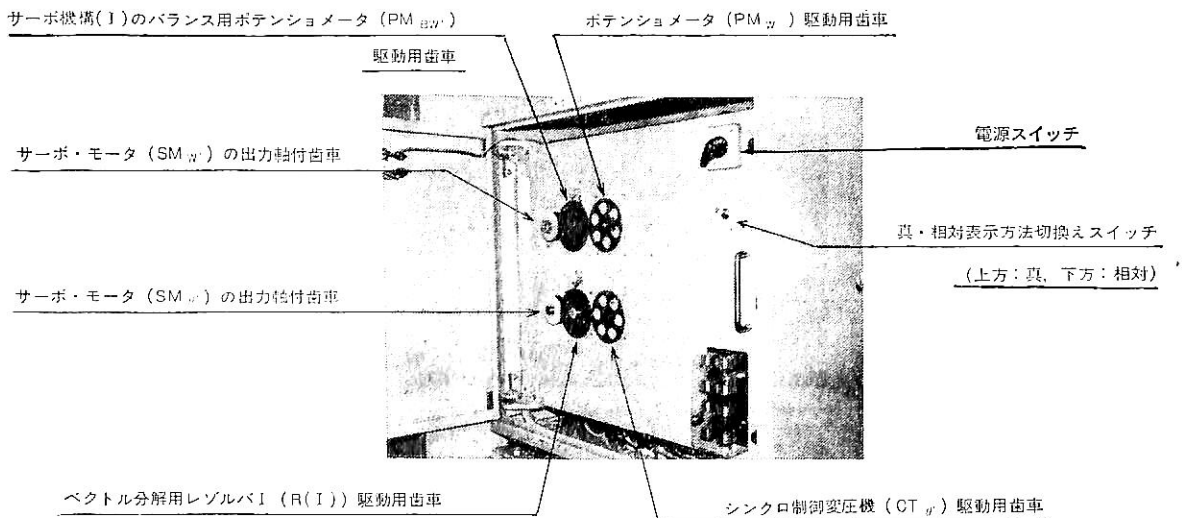 サーボ機構(I)のバランス用ポテンショメータ(PM BW')
駆動用歯車
ポテンショメータ(PM W')駆動用歯車
電源スイッチ
サーボ・モータ(SM W')の出力軸付歯車
真・相対表示方法切換えスイッチ
(上方:真, 下方:相対)
サーボ・モータ(SM )の出力軸付歯車
ベクトル分解用レゾルバI (R(I))駆動用歯車
シンクロ制御変圧機(CT )駆動用歯車